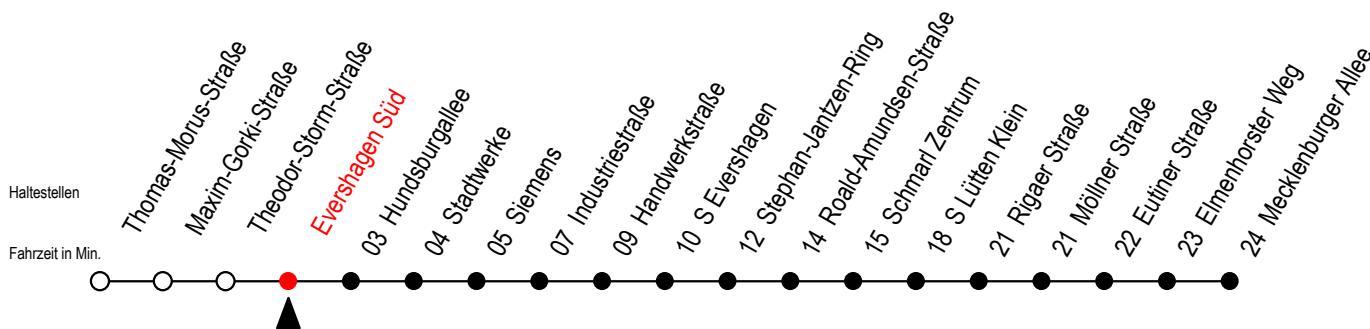 Haltestellen
Fahrzeit in Min.
Thomas-Morus-Straße
Maxim-Gorki-Straße
Theodor-Storm-Straße
Evershagen Süd
03 Hundsburgallee
04 Stadtwerke
05 Siemens
07 Industriestraße
09 Handwerkstraße
10 S Evershagen
12 Stephan-Jantzen-Ring
14 Roald-Amundsen-Straße
15 Schmarl Zentrum
18 S Lütten Klein
21 Rigaer Straße
21 Möllner Straße
22 Eutiner Straße
23 Elmenhorster Weg
24 Mecklenburger Allee